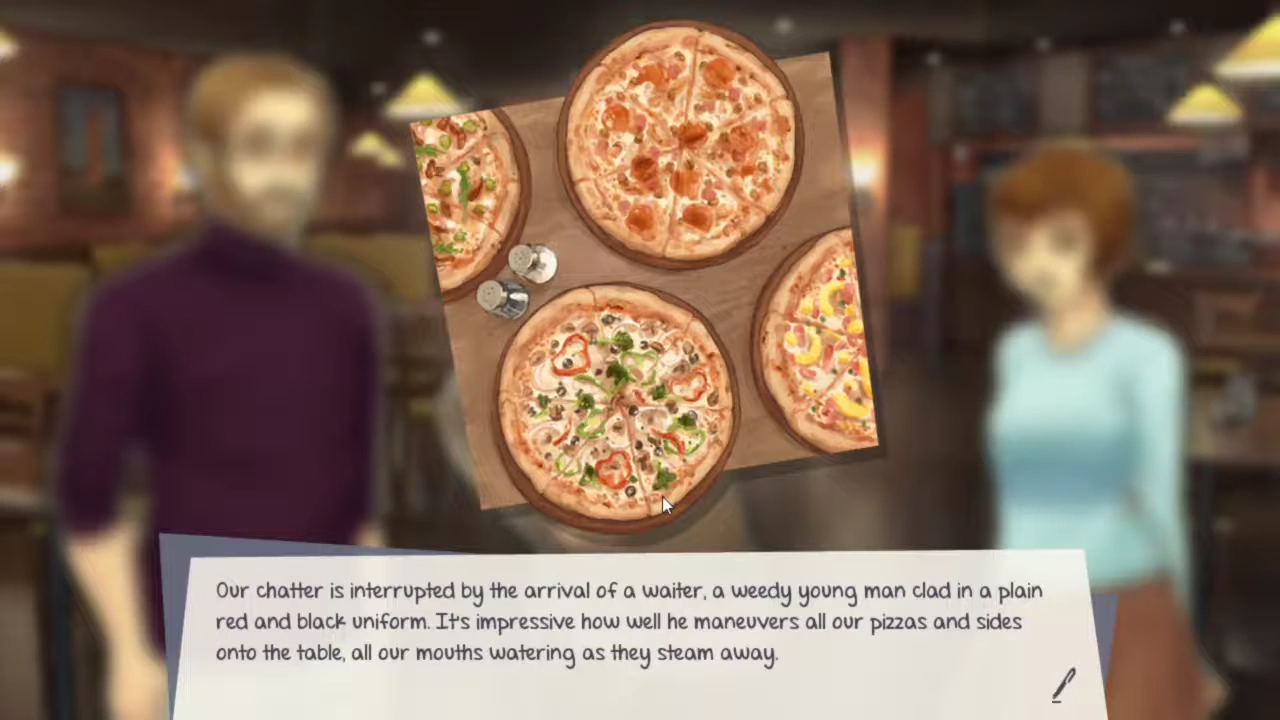 Our chatter is interrupted by the arrival of a waiter, a weedy young man clad in a plain
red and black uniform. It's impressive how well he maneuvers all our pizzas and sides
onto the table, all our mouths watering as they steam away.